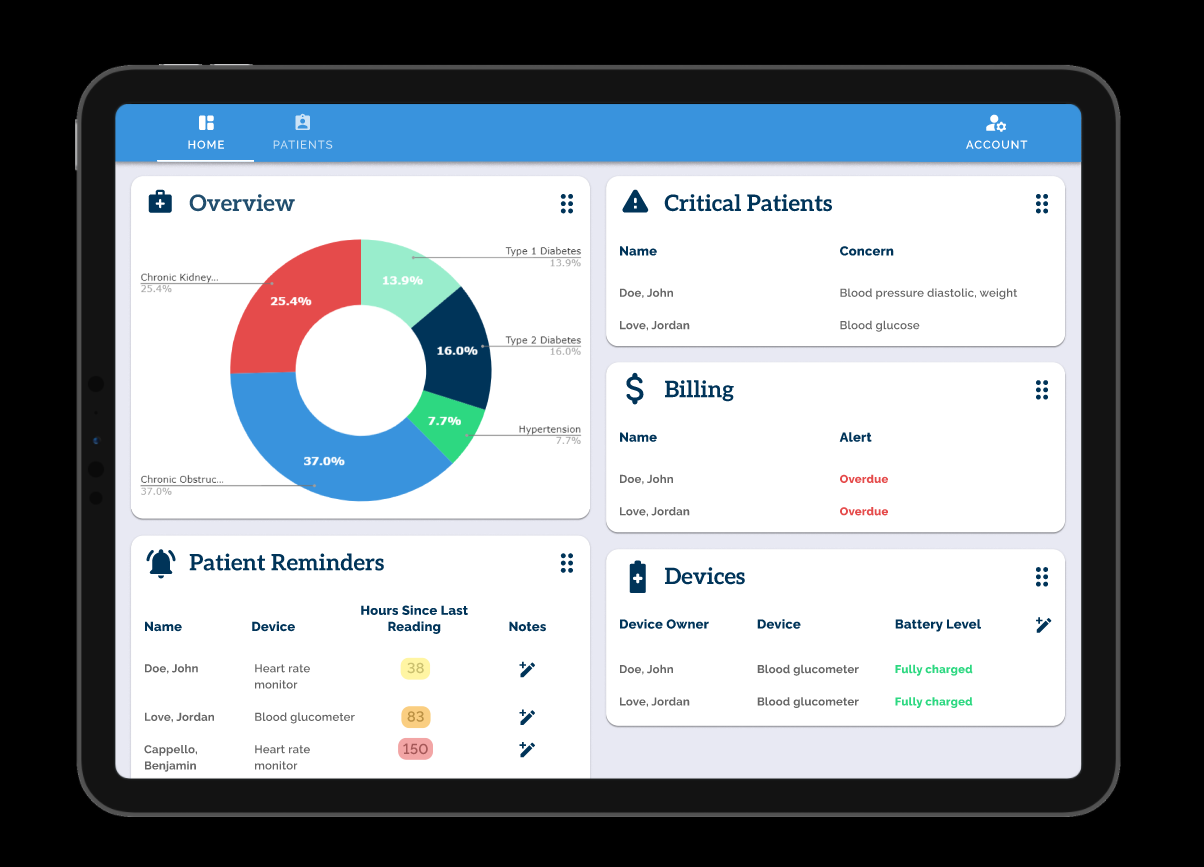 HOME
PATIENTS
ACCOUNT
Overview
Type 1 Diabetes
13.9%
Chronic Kidney...
25.4%
13.9%
25.4%
Type 2 Diabetes
16.0%
16.0%
7.7%
Hypertension
7.7%
37.0%
Chronic Obstruc...
37.0%
Critical Patients
Name Concern
Doe, John Blood pressure diastolic, weight
Love, Jordan Blood glucose
Billing
Name Alert
Doe, John Overdue
Love, Jordan Overdue
Patient Reminders
Hours Since Last
Name Device Reading Notes
Doe, John Heart rate 38
monitor
Love, Jordan Blood glucometer 83
Cappello, Heart rate 150
Benjamin monitor
Devices
Device Owner Device Battery Level
Doe, John Blood glucometer Fully charged
Love, Jordan Blood glucometer Fully charged